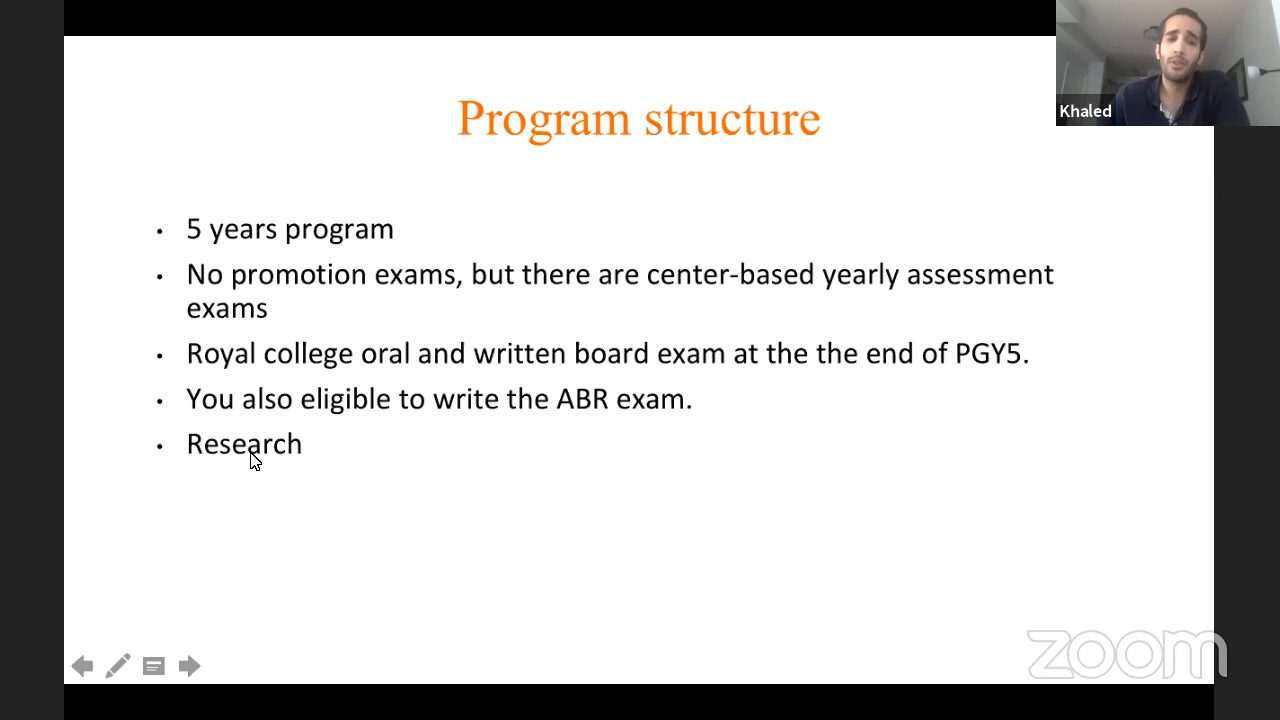 Program structure
Khaled
• 5 years program
• No promotion exams, but there are center-based yearly assessment
exams
• Royal college oral and written board exam at the the end of PGY5.
• You also eligible to write the ABR exam.
• Research
zoom